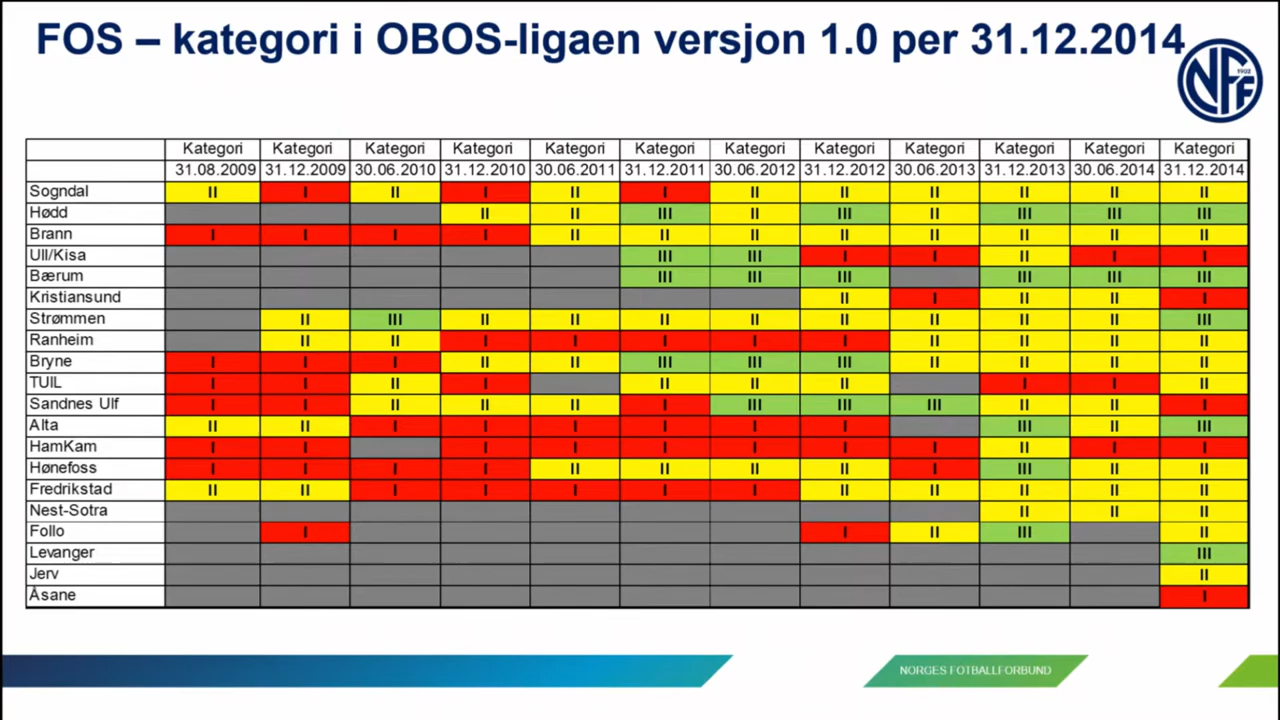 FOS – kategori i OBOS-ligaen versjon 1.0 per 31.12.2014
1902
NFF
Kategori Kategori Kategori Kategori Kategori Kategori Kategori Kategori Kategori Kategori Kategori Kategori
31.08.2009 31.12.2009 30.06.2010 31.12.2010 30.06.2011 31.12.2011 30.06.2012 31.12.2012 30.06.2013 31.12.2013 30.06.2014 31.12.2014
Sogndal II I II I II I II II II II II II
Hødd II II III II III II III III III
Brann I I I I II II II II II II II II
Ull/Kisa III III I I II I I
Bærum III III III III III III
Kristiansund II I II II I
Strømmen II III II II II II II II II II III
Ranheim II II I I I I I II II II II
Bryne I I I II II III III III II II II II
TUIL I I II I II II II I I II
Sandnes Ulf I I II II II I III III III II II I
Alta II II I I I I I I III II III
HamKam I I I I I I I I II I I
Hønefoss I I I I II II II II I III II II
Fredrikstad II II I I I I I II II II II II
Nest-Sotra II II II
Follo I I II III II
Levanger III
Jerv II
Åsane I
NORGES FOTBALLFORBUND